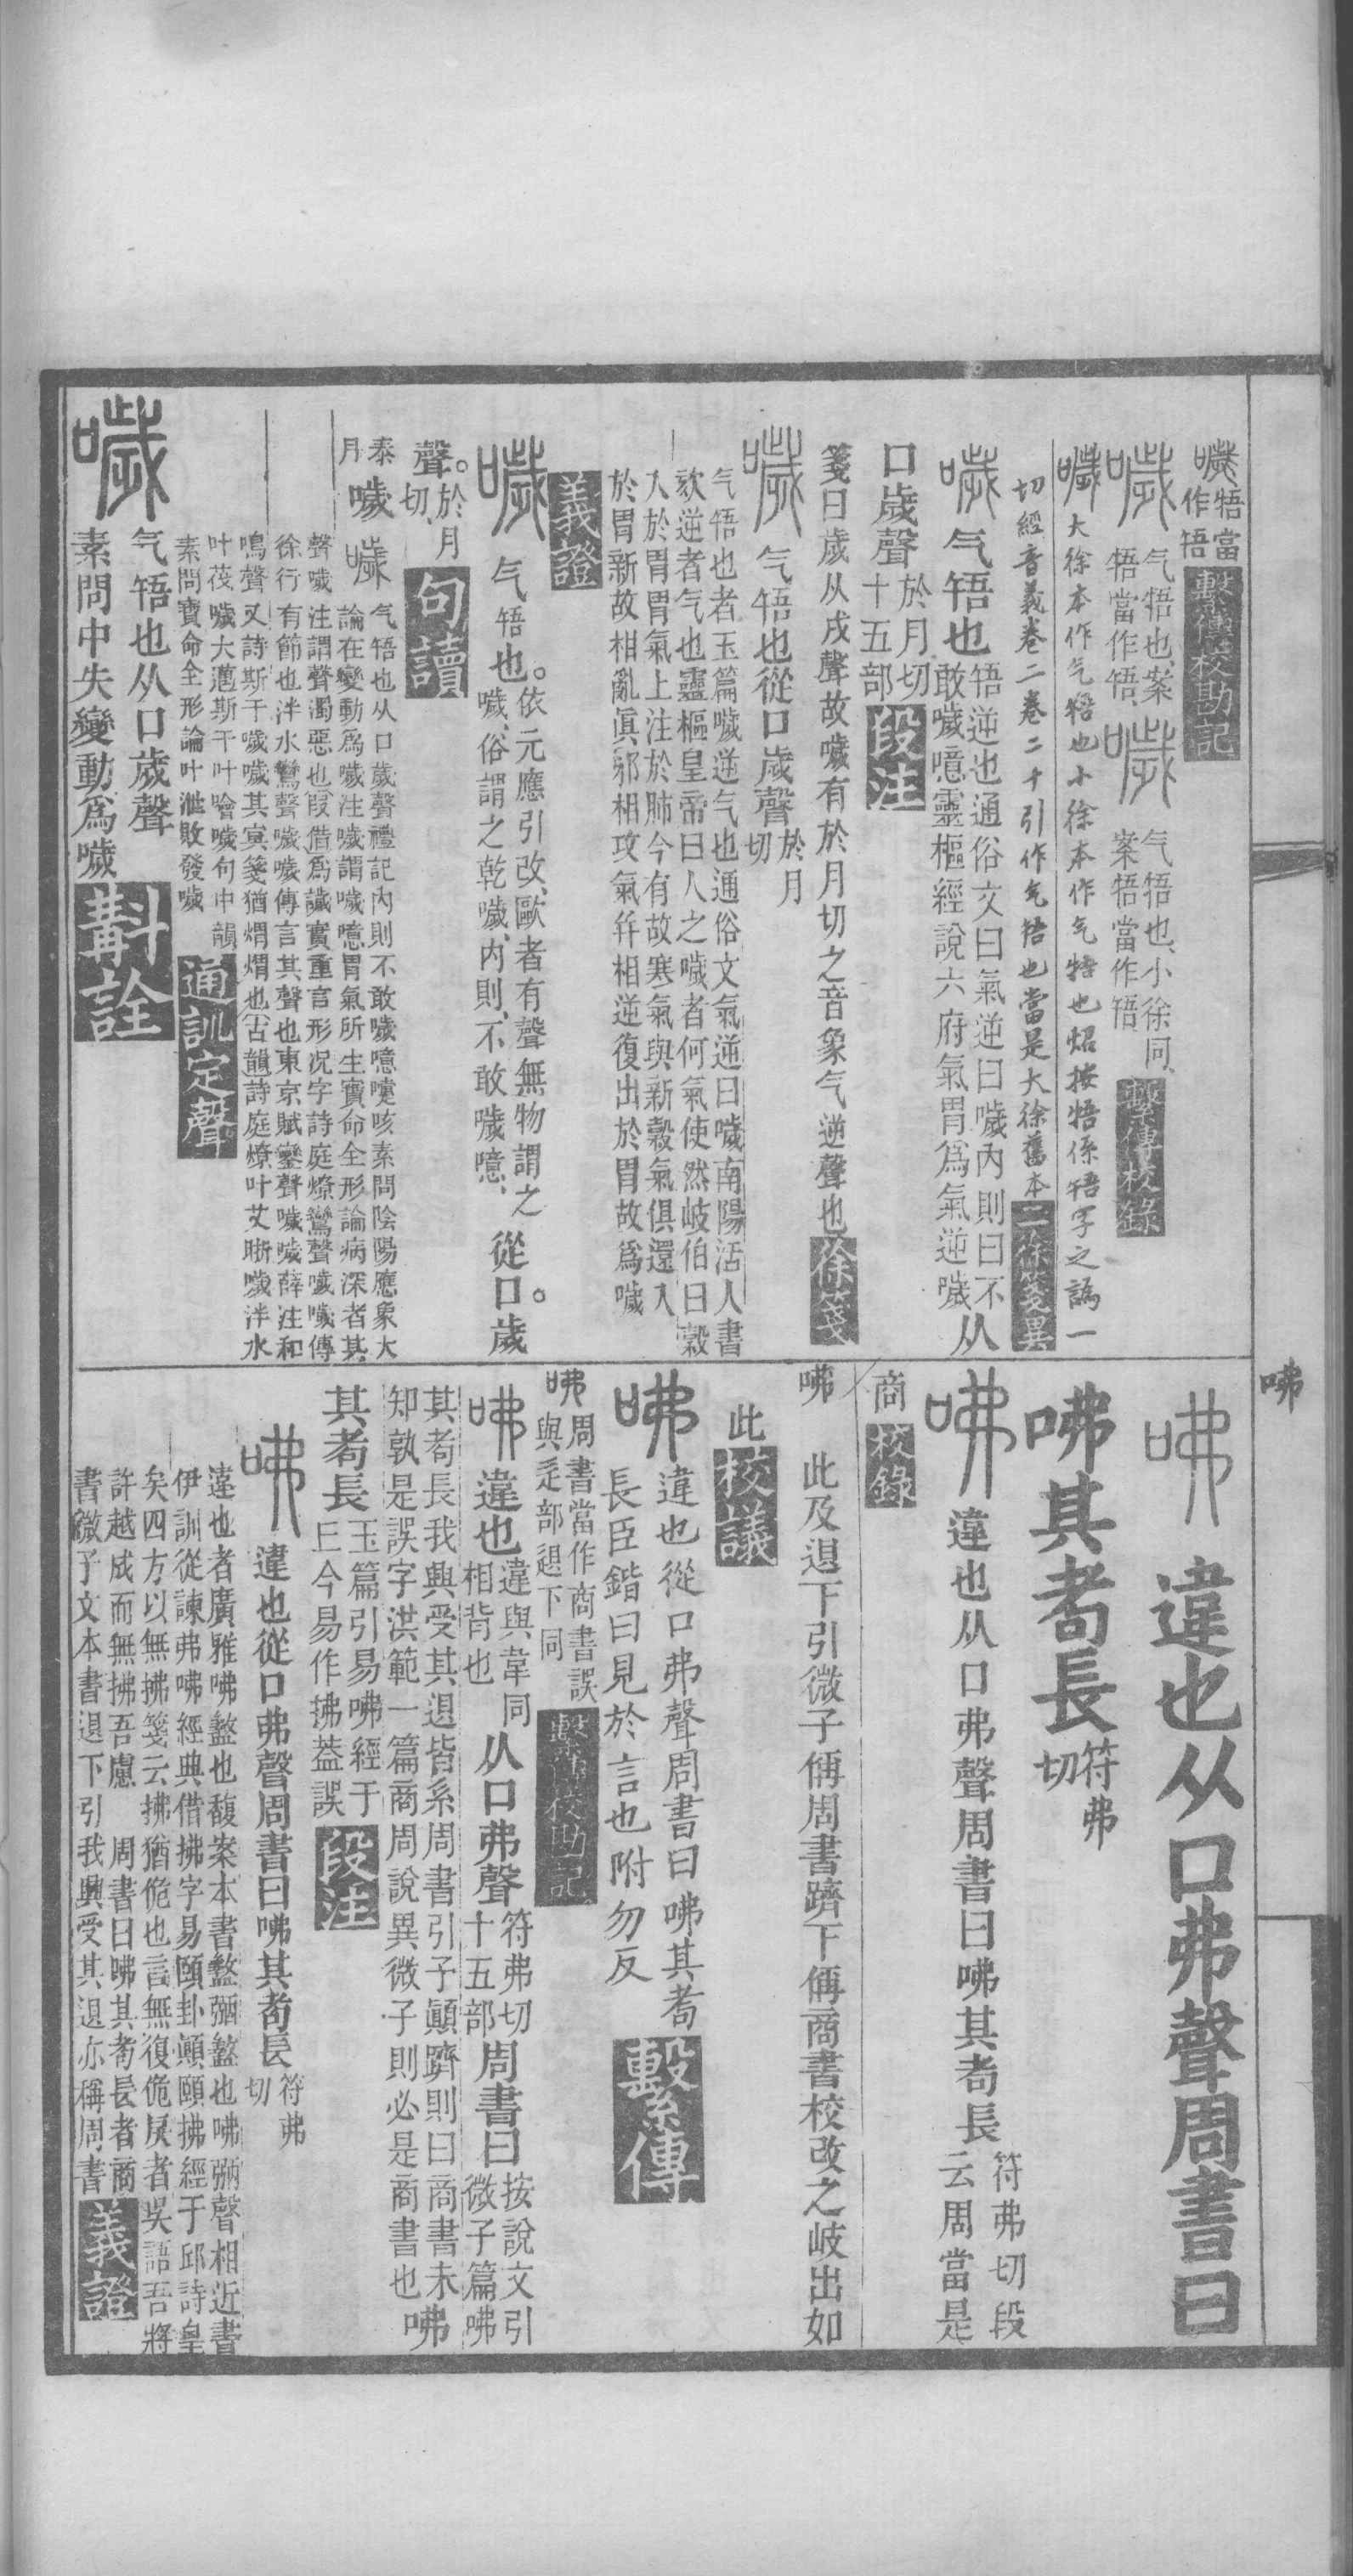 噦 牾當作啎 繫傳校勘記
噦 气牾也案牾當作啎 噦 气牾也小徐同案牾當作啎 繫傳校錄
噦 大徐本作气牾也小徐本作气牾也炤按牾係啎字之譌一
切經音義卷二卷二十引作气啎也當是大徐舊本 二徐箋異
噦 气啎也 啎逆也通俗文曰氣逆曰噦內則曰不敢噦噫靈樞經說六府氣胃爲氣逆噦 从
口歲聲 於月切十五部 段注
箋曰歲从戌聲故噦有於月切之音象气逆聲也 徐箋
噦 气啎也從口歲聲 於月切
气啎也者玉篇噦逆气也通俗文氣逆曰噦南陽活人書
欬逆者气也靈樞皇帝曰人之噦者何氣使然岐伯曰穀
入於胃胃氣上注於肺今有故寒氣與新穀氣俱還入
於胃新故相亂眞邪相攻氣幷相逆復出於胃故爲噦
義證
噦 气啎也。 依元應引改、歐者有聲無物謂之噦、俗謂之乾噦、內則、不敢噦噫、 從口歲
聲。 於月切、 句讀
泰月 噦 噦 气啎也从口歲聲禮記內則不敢噦噫嚏咳素問陰陽應象大
論在變動爲噦注噦謂噦噫胃氣所生寶命全形論病深者其
聲噦注謂聲濁惡也叚借爲鐬實重言形況字詩庭燎鸞聲噦噦傳
徐行有節也泮水鸞聲噦噦傳言其聲也東京賦鑾聲噦噦薛注和
鳴聲又詩斯干噦噦其㝠箋猶煟煟也古韻詩庭燎叶艾晣噦泮水
叶茷噦大邁斯干叶噲噦句中韻
素問寶命全形論叶泄敗發噦 通訓定聲
噦 气啎也从口歲聲
素問中失變動爲噦 斠詮
咈
咈 違也从口弗聲周書曰
咈其耉長 符弗切
咈 違也从口弗聲周書曰咈其耇長 符弗切段云周當是
商 校錄
咈 此及退下引微子偁周書躋下偁商書校改之岐出如
此 校議
咈 違也從口弗聲周書曰咈其耇
長臣鍇曰見於言也附勿反 繫傳
咈 周書當作商書誤與辵部退下同 繫傳校勘記
咈 違也 違與韋同相背也 从口弗聲 符弗切十五部 周書曰 按說文引微子篇咈
其耇長我興受其退皆系周書引予顚躋則曰商書未
知孰是誤字洪範一篇商周說異微子則必是商書也 咈
其耇長 玉篇引易咈經于丘今易作拂葢誤 段注
咈 違也從口弗聲周書曰咈其耇長 符弗切
違也者廣雅咈盭也馥案本書盭弼盭也咈弼聲相近書
伊訓從諫弗咈經典借拂字易頤卦顚頤拂經于邱詩皇
矣四方以無拂箋云拂猶佹也言無復佹戾者吳語吾將
許越成而無拂吾慮 周書曰咈其耇長者商
書微子文本書退下引我興受其退亦稱周書 義證